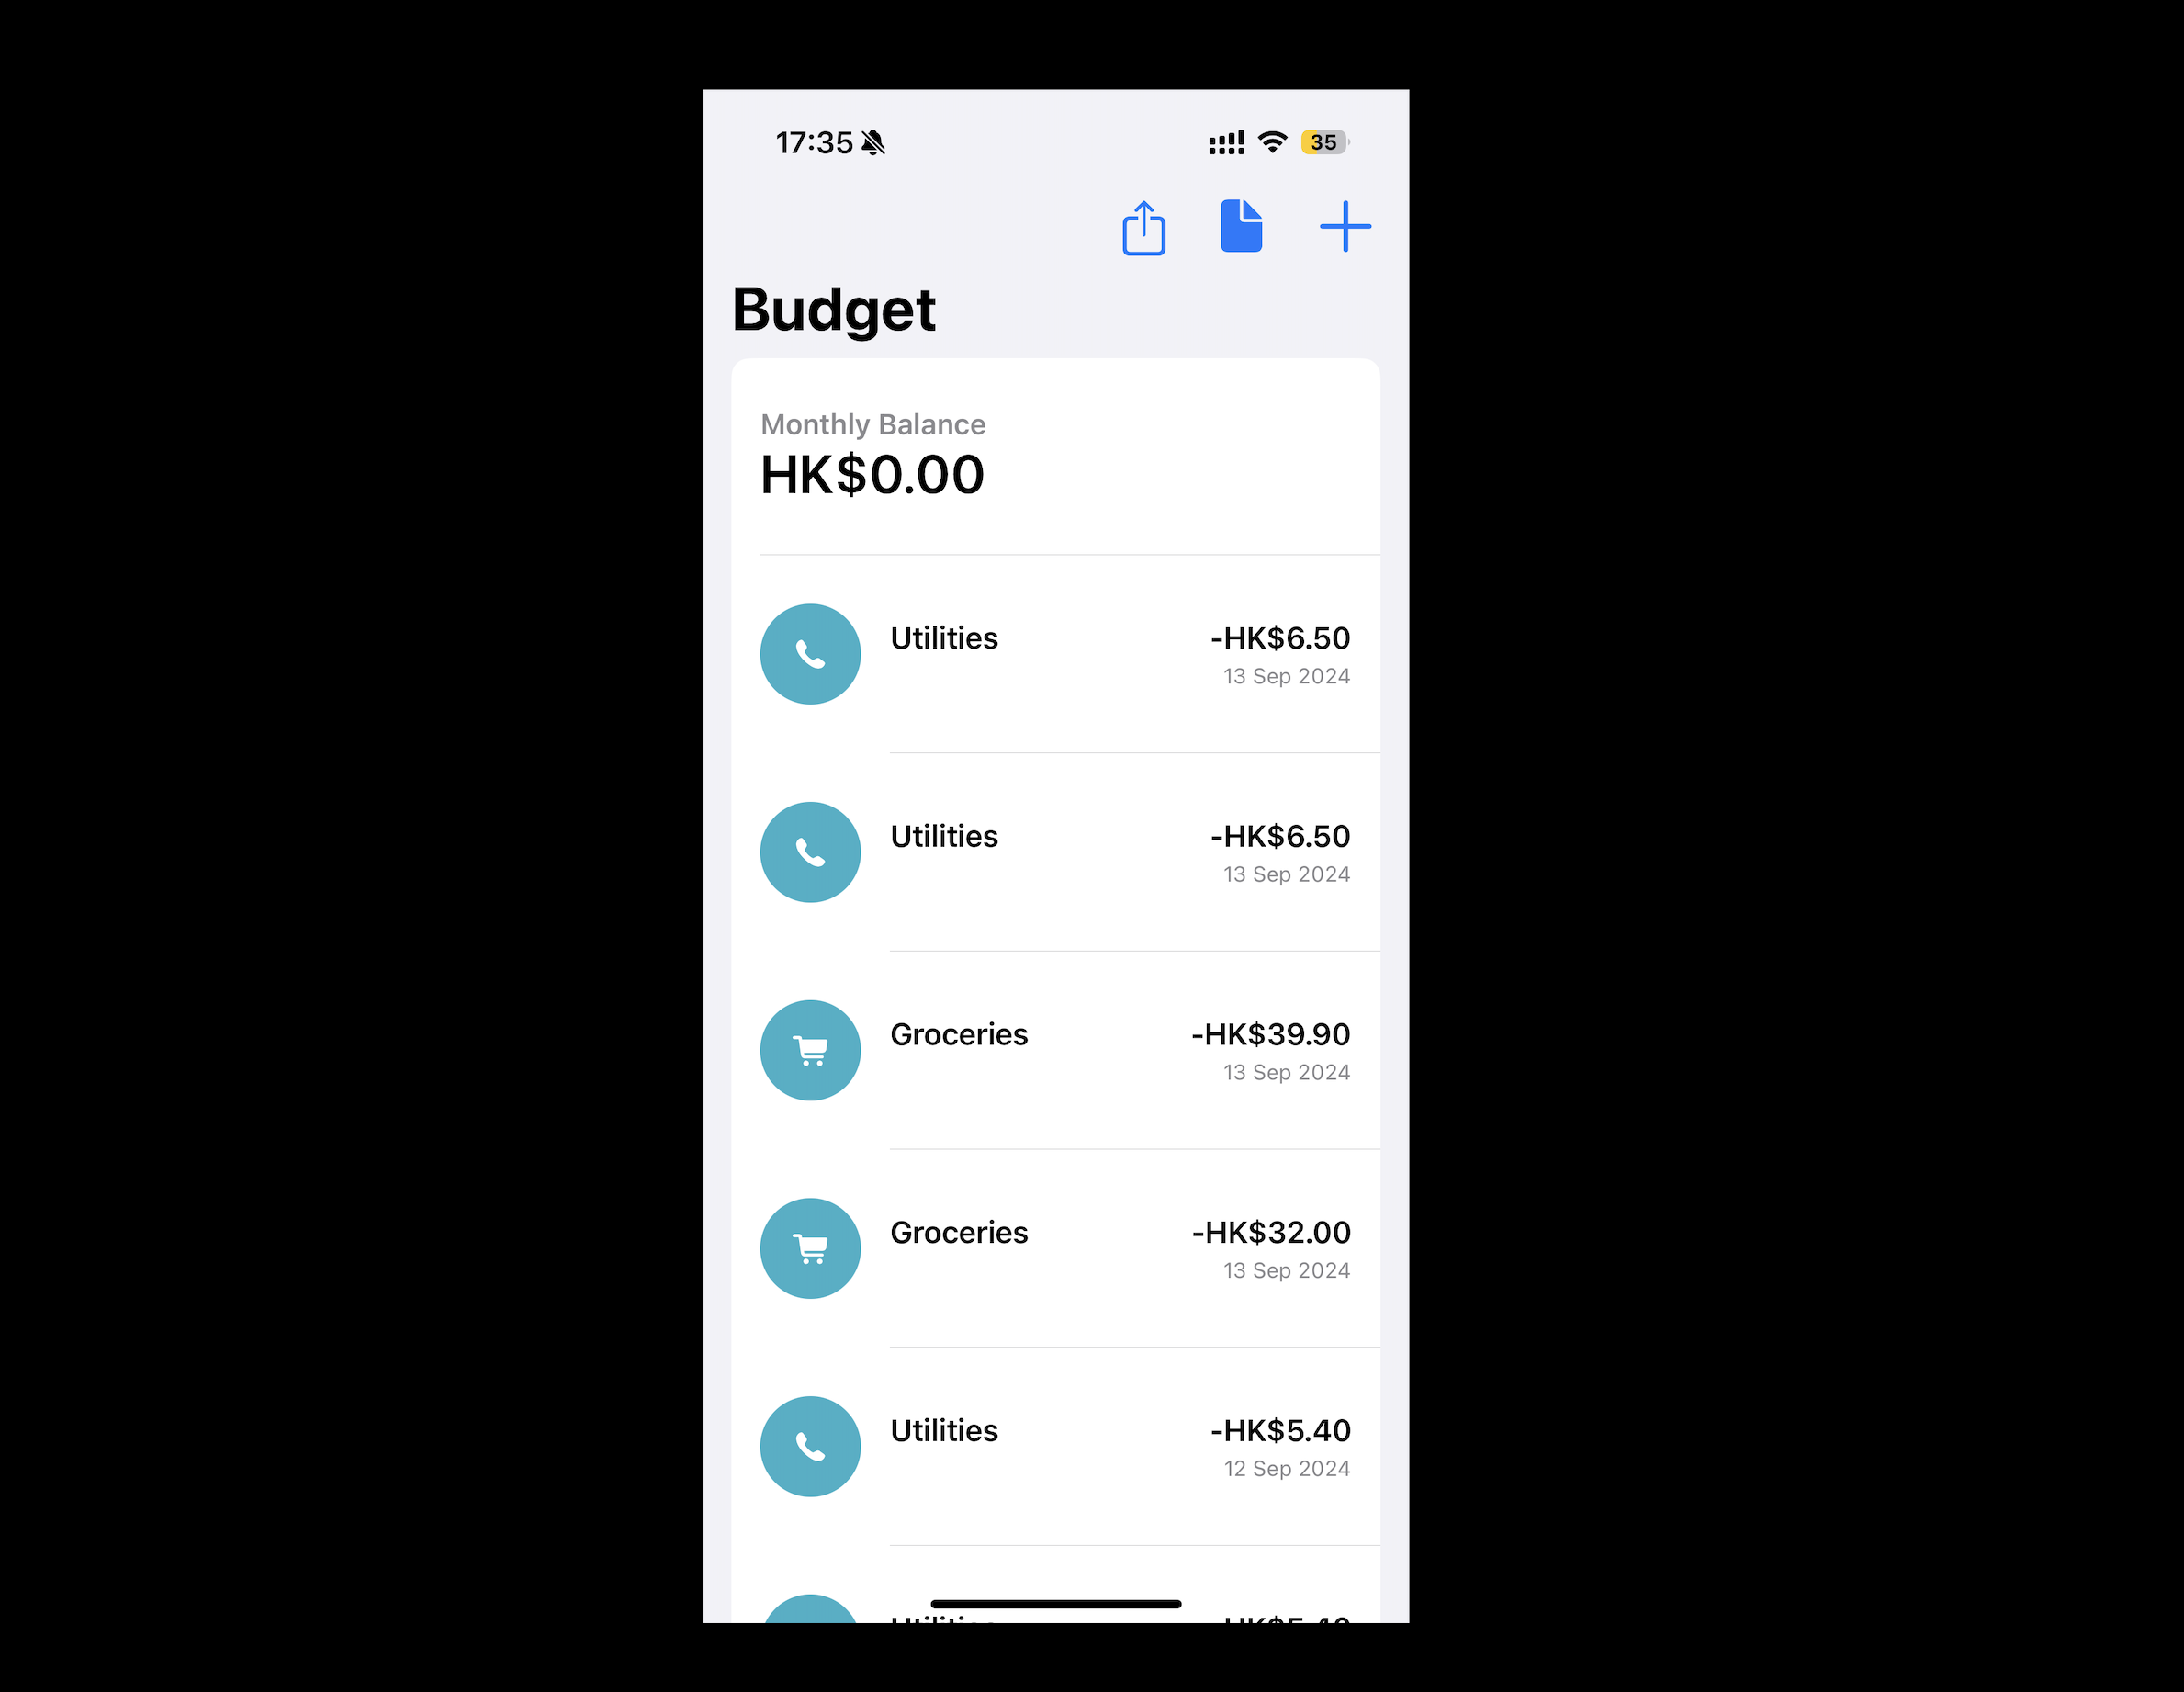 17:35
35
Budget
Monthly Balance
HK$0.00
Utilities
-HK$6.50
13 Sep 2024
Utilities
-HK$6.50
13 Sep 2024
Groceries
-HK$39.90
13 Sep 2024
Groceries
-HK$32.00
13 Sep 2024
Utilities
-HK$5.40
12 Sep 2024
Utilities